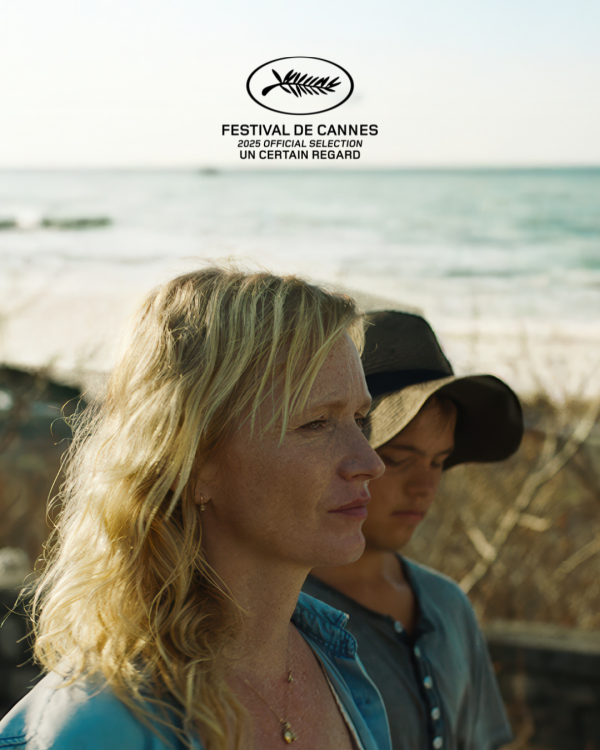 FESTIVAL DE CANNES
2025 OFFICIAL SELECTION
UN CERTAIN REGARD